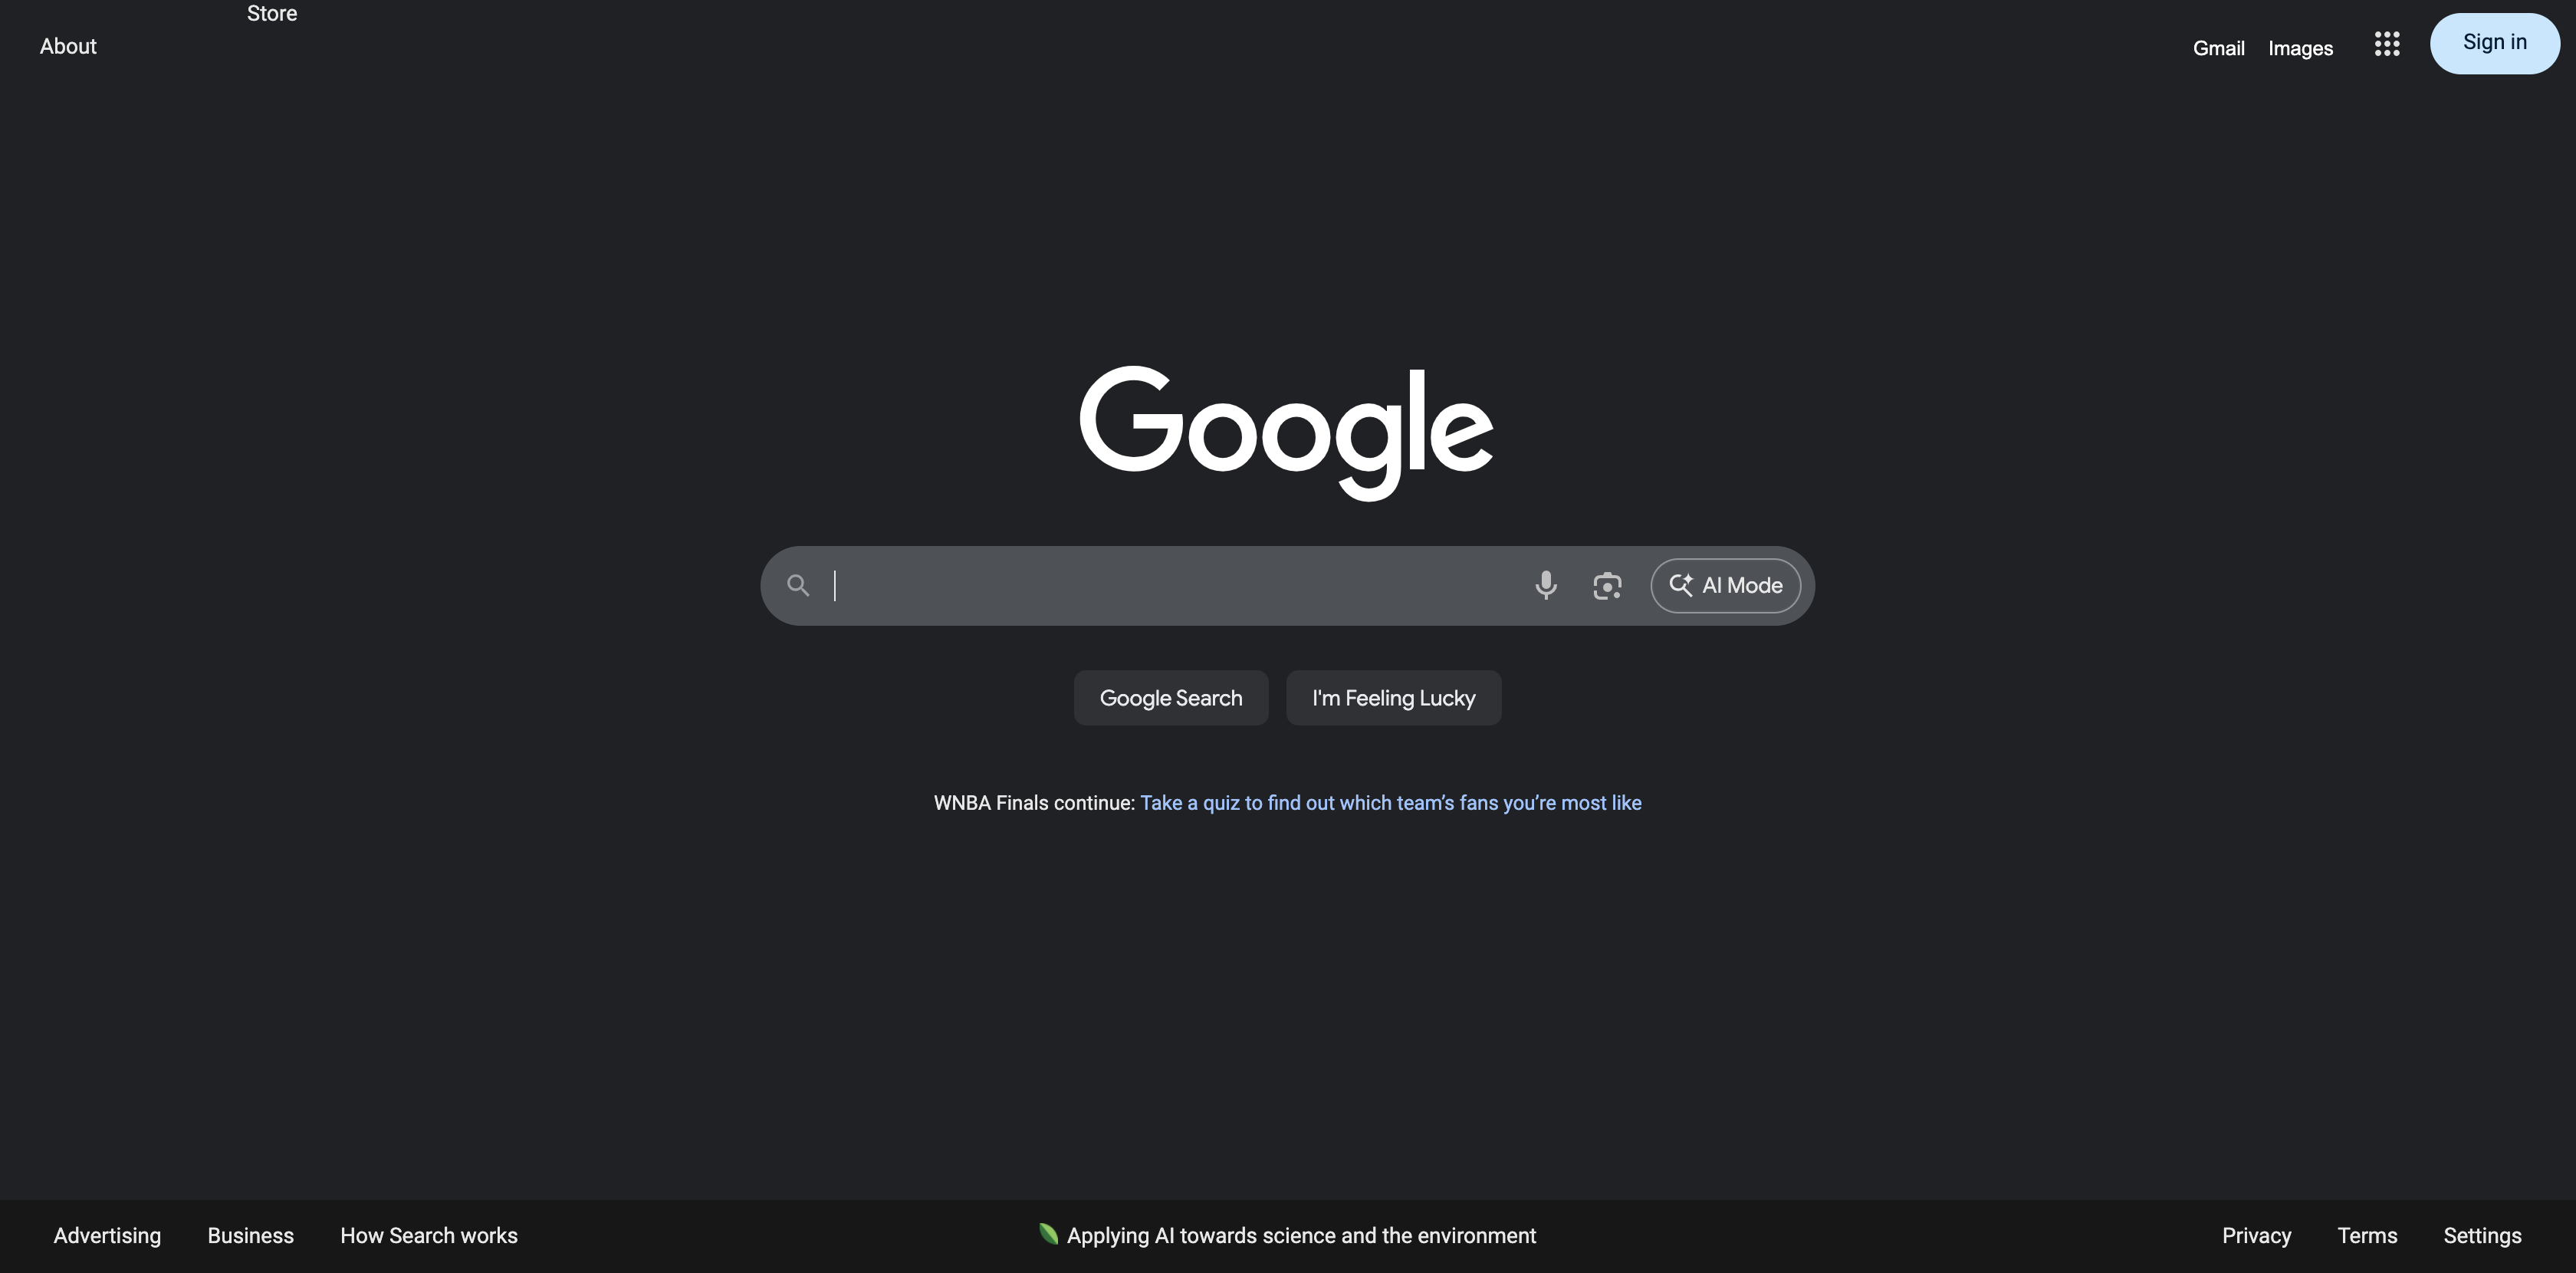 Store
About
Gmail Images
Sign in
Google
AI Mode
Google Search I'm Feeling Lucky
WNBA Finals continue: Take a quiz to find out which team’s fans you’re most like
Advertising Business How Search works Applying AI towards science and the environment Privacy Terms Settings